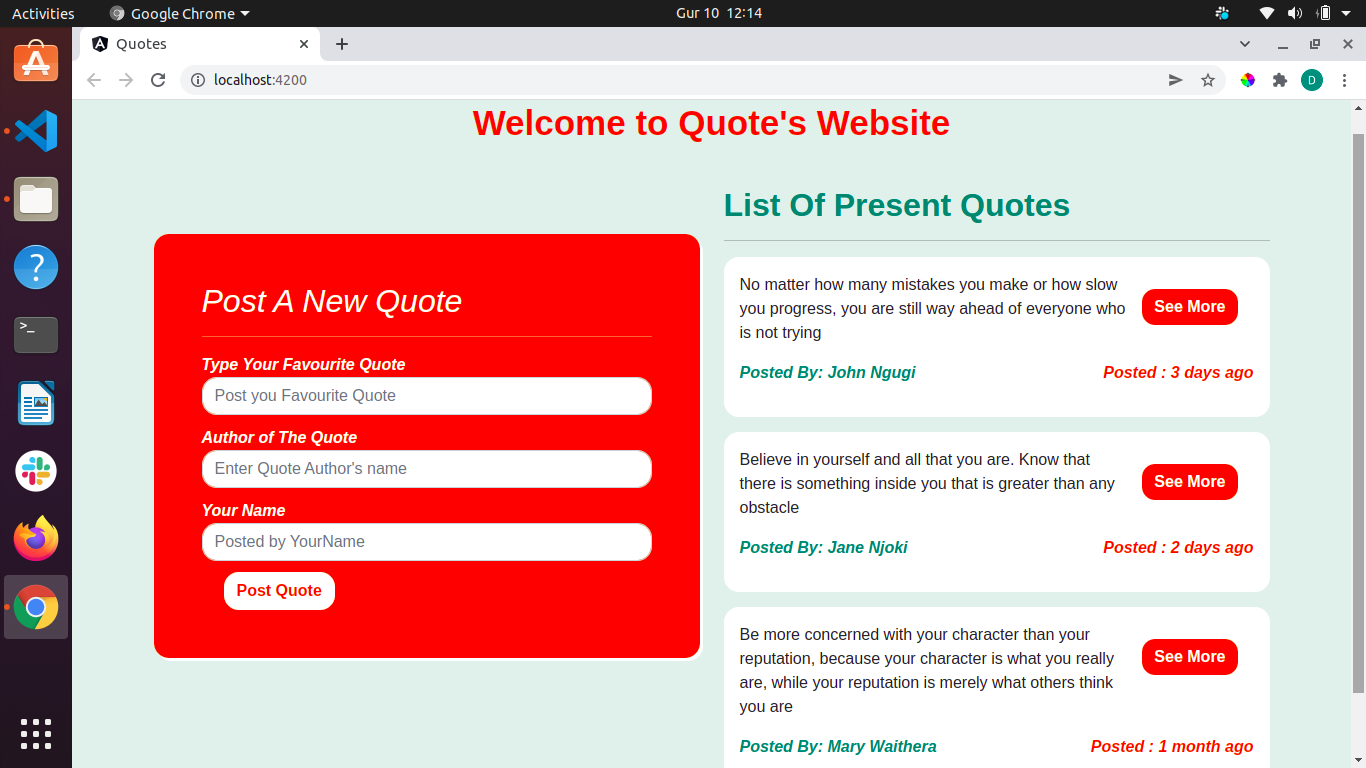 Activities
Google Chrome
Gur 10 12:14
Quotes
localhost:4200
D
Welcome to Quote's Website
Post A New Quote
Type Your Favourite Quote
Post you Favourite Quote
Author of The Quote
Enter Quote Author's name
Your Name
Posted by YourName
Post Quote
List Of Present Quotes
No matter how many mistakes you make or how slow
you progress, you are still way ahead of everyone who
is not trying
See More
Posted By: John Ngugi
Posted : 3 days ago
Believe in yourself and all that you are. Know that
there is something inside you that is greater than any
obstacle
See More
Posted By: Jane Njoki
Posted : 2 days ago
Be more concerned with your character than your
reputation, because your character is what you really
are, while your reputation is merely what others think
you are
See More
Posted By: Mary Waithera
Posted : 1 month ago